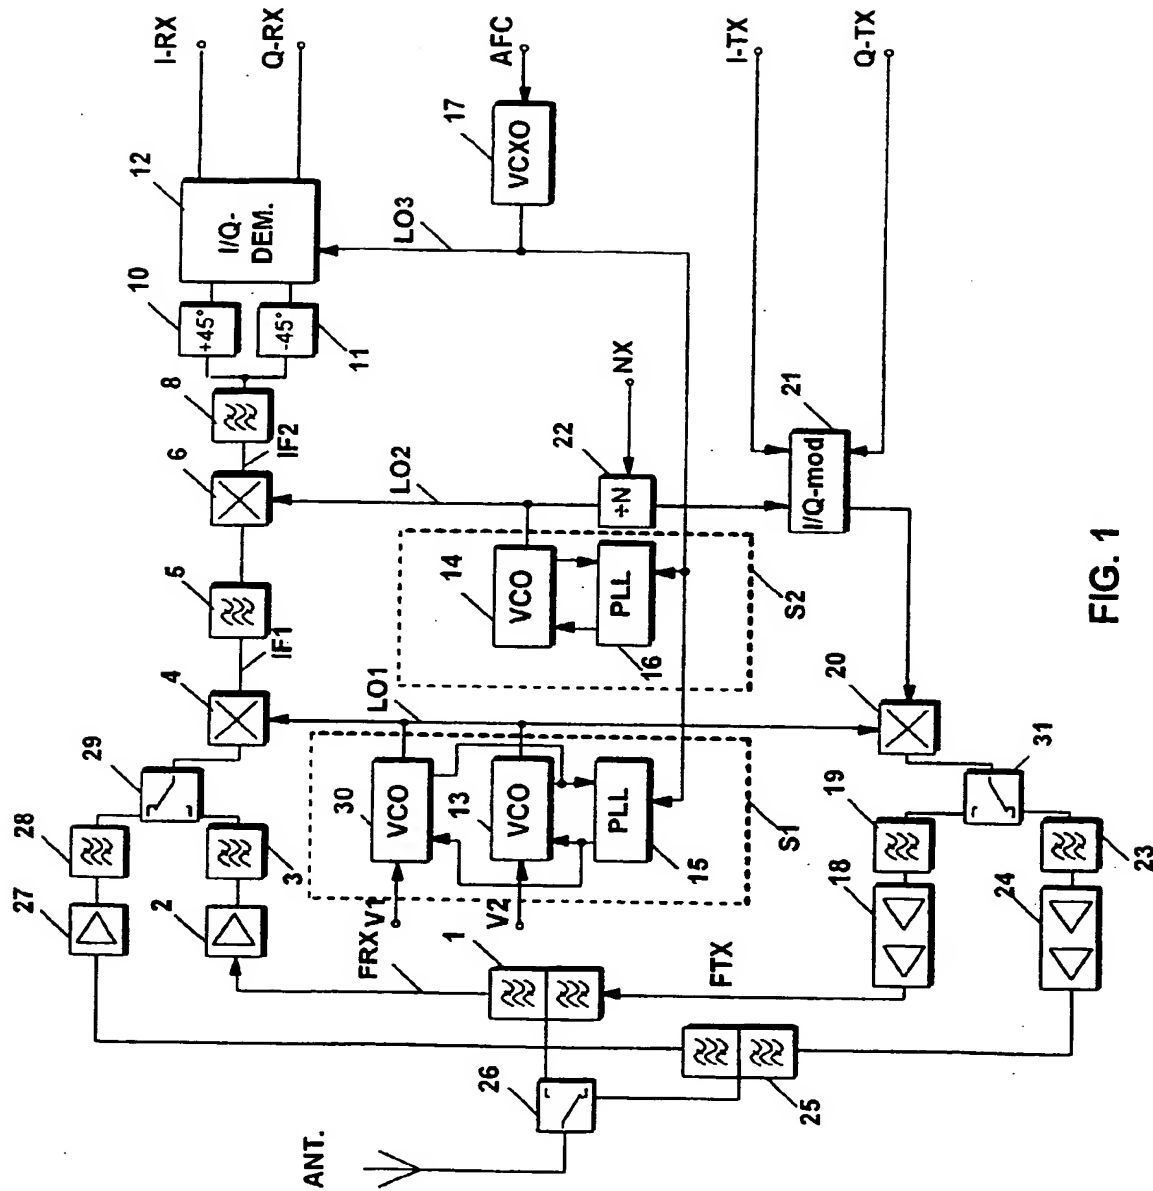 I-RX
Q-RX
AFC
I-TX
Q-TX
12
I/Q-
DEM.
17
VCXO
10
+45°
-45°
11
LO3
8
6
IF2
LO2
NX
22
÷N
21
I/Q-mod
5
IF1
4
14
VCO
PLL
16
S2
29
LO1
30
VCO
13
VCO
PLL
15
S1
20
31
28
27
2
3
V1
V2
FRX
1
FTX
19
18
24
23
26
25
ANT.
FIG. 1